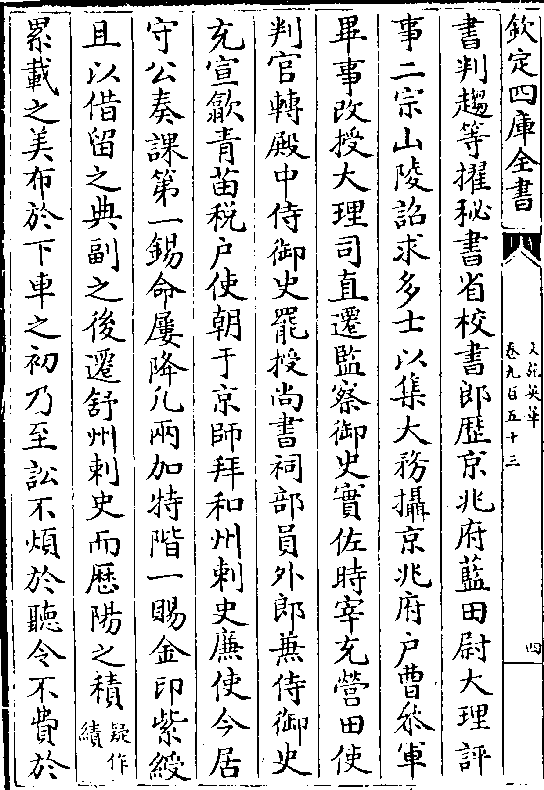 欽定四庫全書
文苑英華
卷九百五十三
四
書判趨等擢秘書省校書郎歴京兆府藍田尉大理評
事二宗山陵詔求多士以集大務攝京兆府戸曹叅軍
畢事改授大理司直遷監察御史實佐時宰充營田使
判官轉殿中侍御史罷授尚書祠部員外郎兼侍御史
充宣歙青苗税戸使朝于京師拜和州刺史廉使今居
守公奏課第一錫命屢降凡兩加特階一賜金印紫綬
且以借留之典副之後遷舒州刺史而歴陽之積疑作績
累載之美布於下車之初乃至訟不煩於聽令不費於